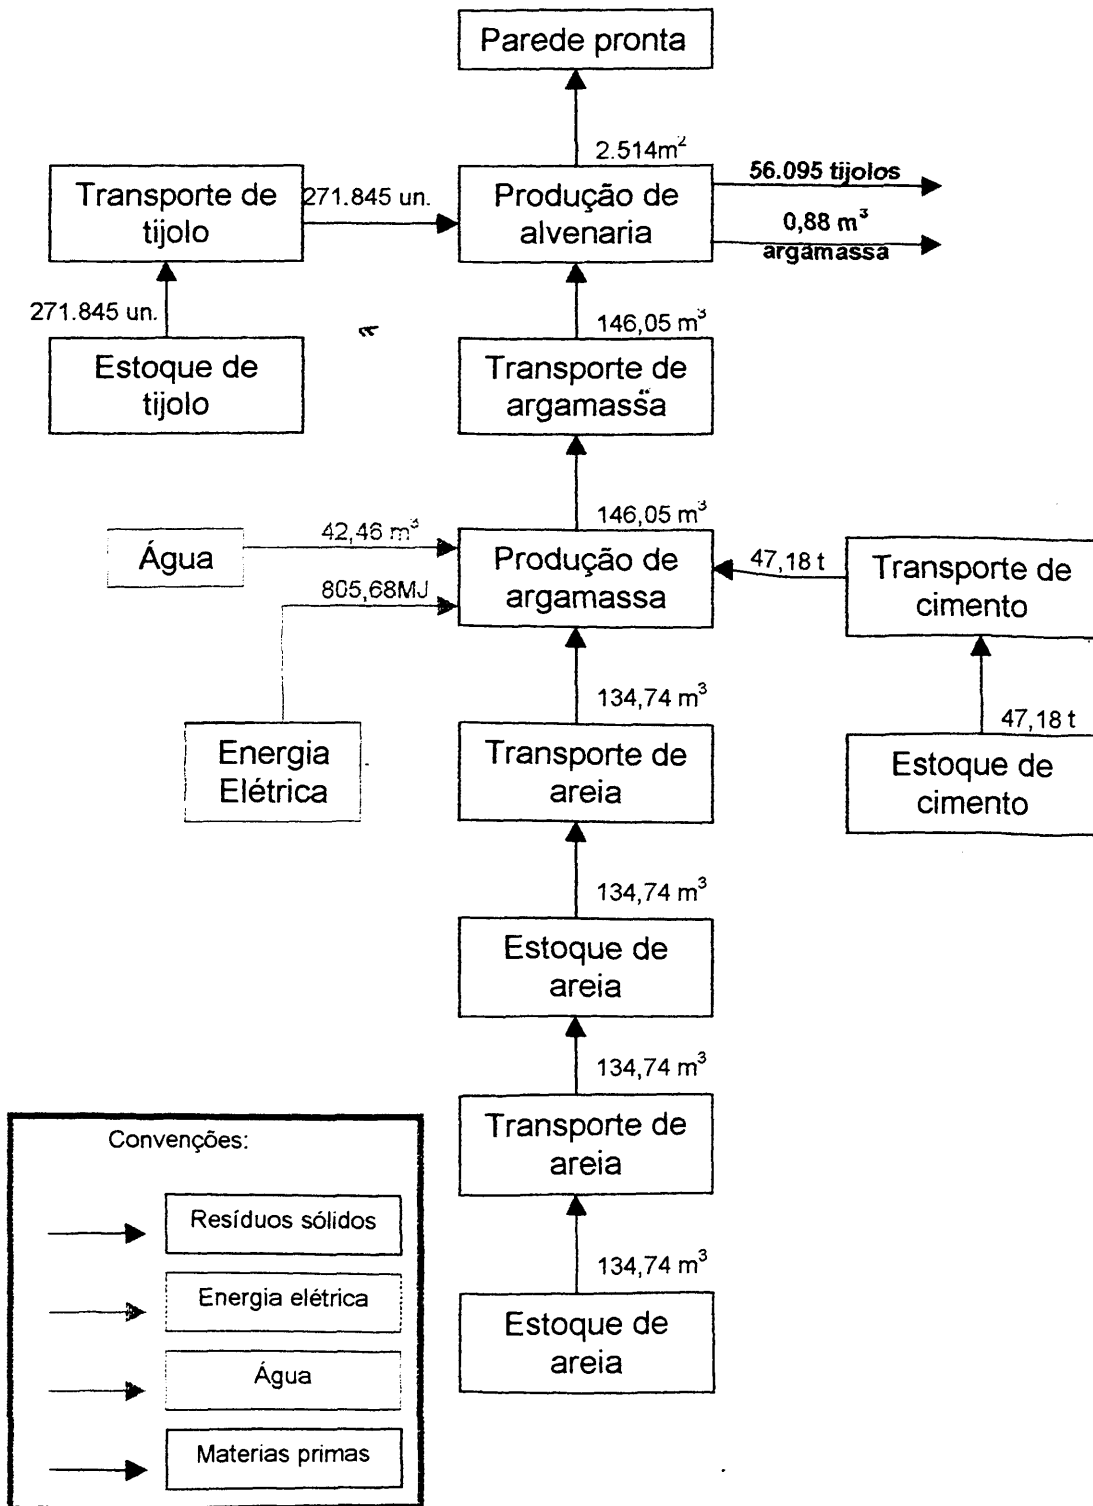 Parede pronta
2.514m²
Transporte de
tijolo
271.845 un.
Produção de
alvenaria
56.095 tijolos
0,88 m³
argamassa
271.845 un.
146,05 m³
Estoque de
tijolo
Transporte de
argamassa
146,05 m³
Água
42,46 m³
805,68MJ
Produção de
argamassa
47,18 t
Transporte de
cimento
134,74 m³
47,18 t
Energia
Elétrica
Transporte de
areia
Estoque de
cimento
134,74 m³
Estoque de
areia
134,74 m³
Transporte de
areia
134,74 m³
Estoque de
areia
Convenções:
Resíduos sólidos
Energia elétrica
Água
Materias primas